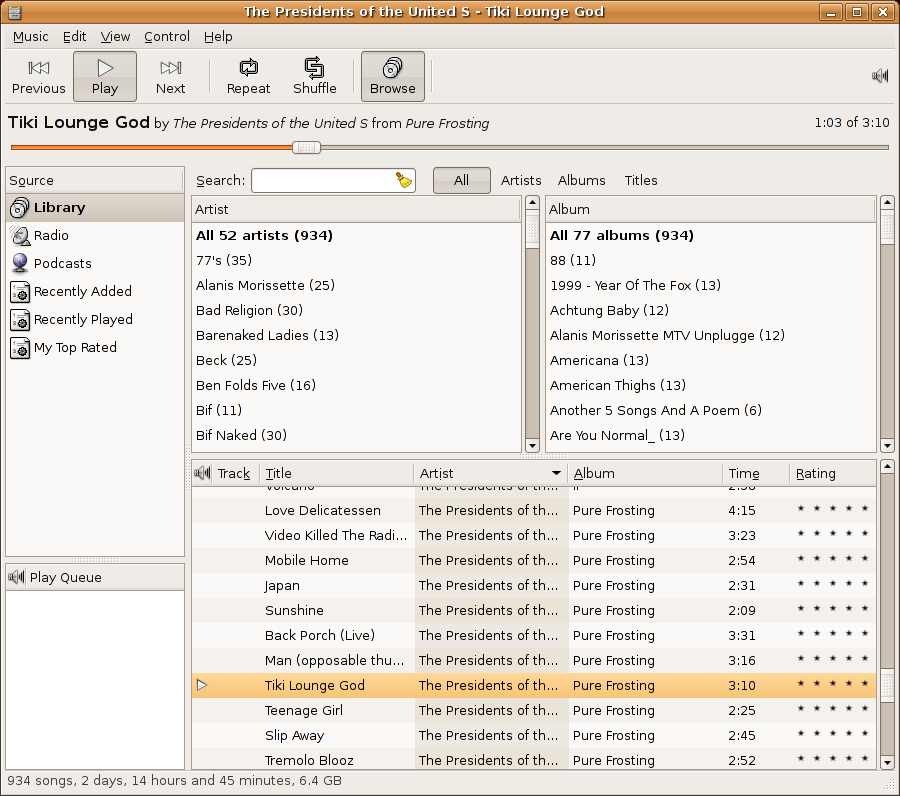 The Presidents of the United S - Tiki Lounge God
Music Edit View Control Help
Previous Play Next Repeat Shuffle Browse
Tiki Lounge God by The Presidents of the United S from Pure Frosting 1:03 of 3:10
Source
Library
Radio
Podcasts
Recently Added
Recently Played
My Top Rated
Play Queue
Search: All Artists Albums Titles
Artist
All 52 artists (934)
77's (35)
Alanis Morissette (25)
Bad Religion (30)
Barenaked Ladies (13)
Beck (25)
Ben Folds Five (16)
Bif (11)
Bif Naked (30)
Album
All 77 albums (934)
88 (11)
1999 - Year Of The Fox (13)
Achtung Baby (12)
Alanis Morissette MTV Unplugge (12)
Americana (13)
American Thighs (13)
Another 5 Songs And A Poem (6)
Are You Normal_ (13)
Track Title Artist Album Time Rating
Volcano The Presidents of th... II 2:58
Love Delicatessen The Presidents of th... Pure Frosting 4:15
Video Killed The Radi... The Presidents of th... Pure Frosting 3:23
Mobile Home The Presidents of th... Pure Frosting 2:54
Japan The Presidents of th... Pure Frosting 2:31
Sunshine The Presidents of th... Pure Frosting 2:09
Back Porch (Live) The Presidents of th... Pure Frosting 3:31
Man (opposable thu... The Presidents of th... Pure Frosting 3:16
Tiki Lounge God The Presidents of th... Pure Frosting 3:10
Teenage Girl The Presidents of th... Pure Frosting 2:25
Slip Away The Presidents of th... Pure Frosting 2:45
Tremolo Blooz The Presidents of th... Pure Frosting 2:52
934 songs, 2 days, 14 hours and 45 minutes, 6.4 GB